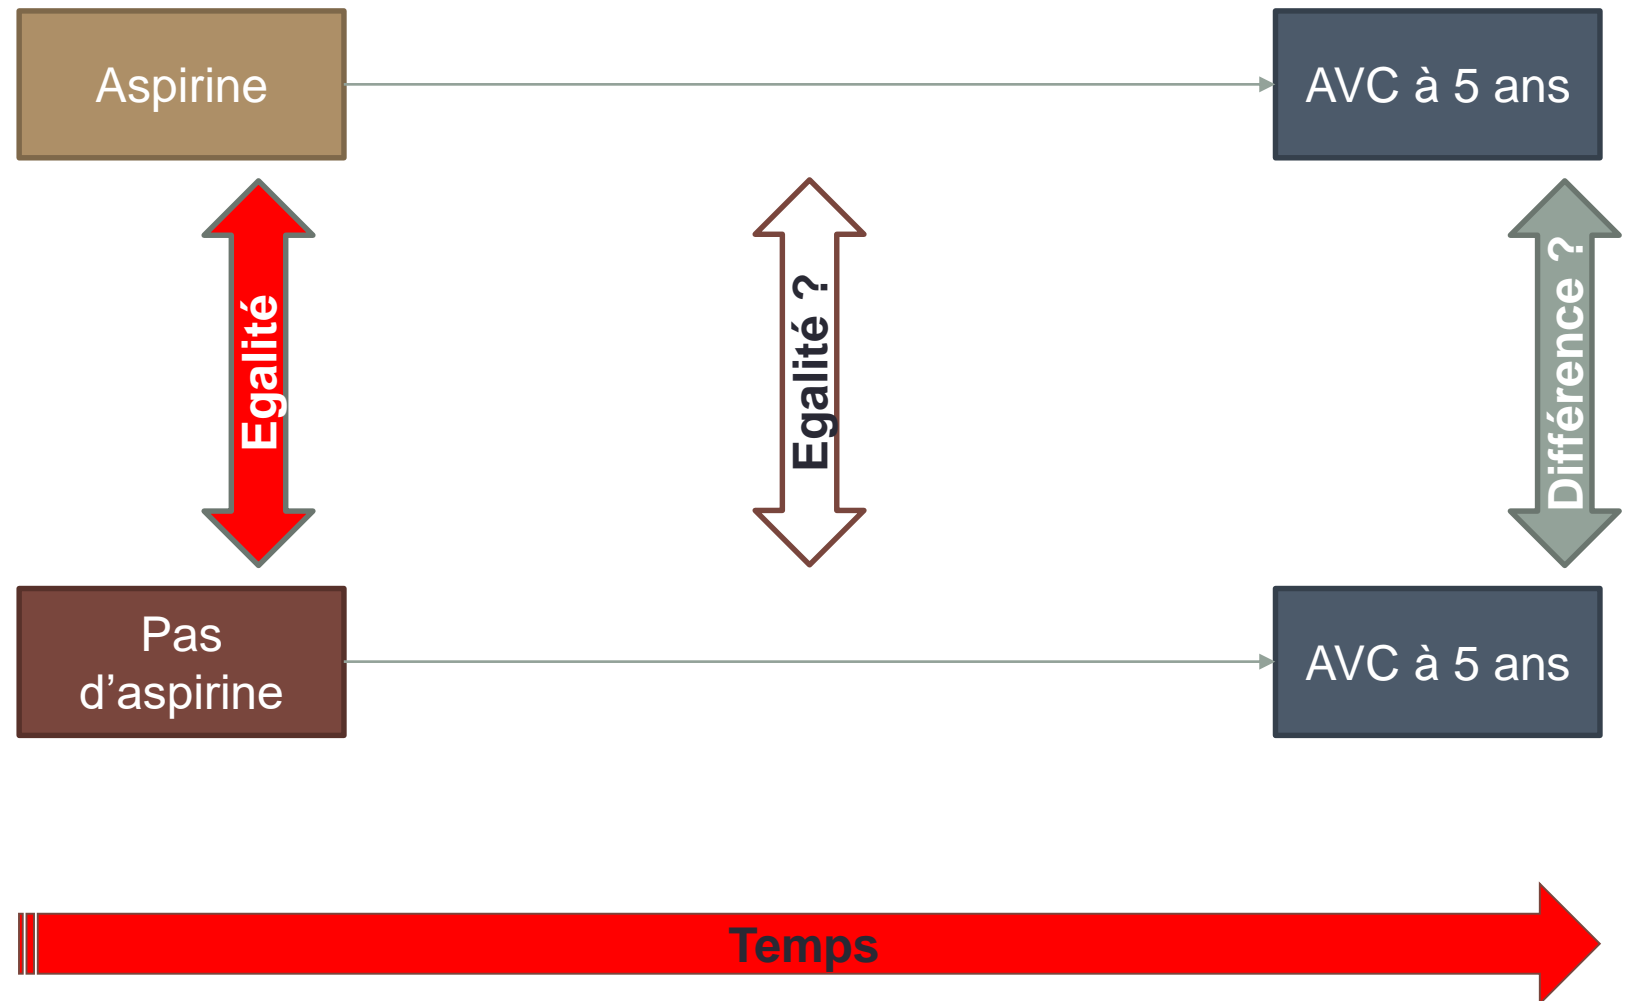 Aspirine
AVC à 5 ans
Egalité
Egalité ?
Différence ?
Pas
d’aspirine
AVC à 5 ans
Temps